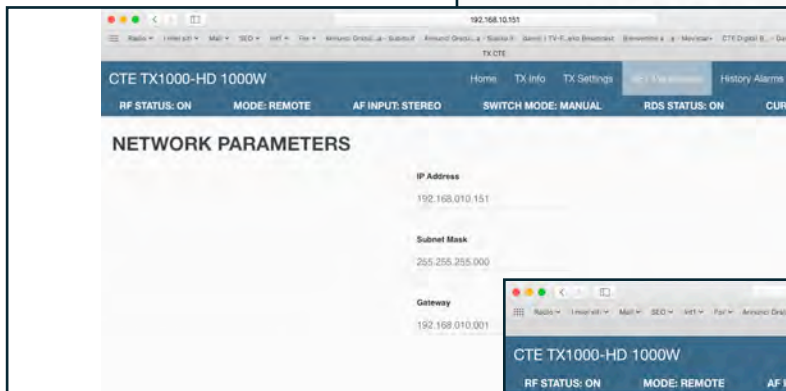 192.168.10.151
TX CTE
CTE TX1000-HD 1000W
Home TX Info TX Settings History Alarms
RF STATUS: ON MODE: REMOTE AF INPUT: STEREO SWITCH MODE: MANUAL RDS STATUS: ON CUR
NETWORK PARAMETERS
IP Address
192.168.010.151
Subnet Mask
255.255.255.000
Gateway
192.168.010.001
CTE TX1000-HD 1000W
RF STATUS: ON MODE: REMOTE AF I